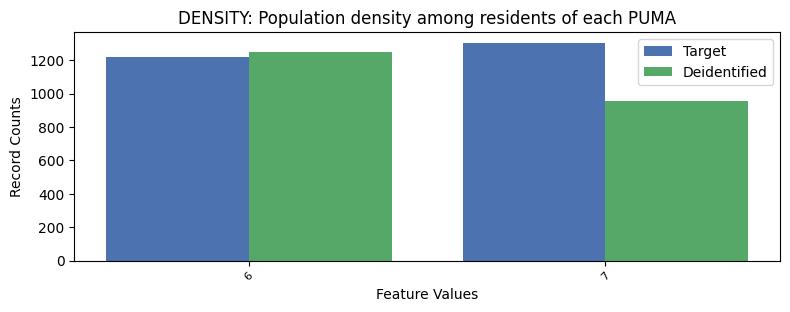 DENSITY: Population density among residents of each PUMA
Target
Deidentified
Record Counts
1200
1000
800
600
400
200
0
6
7
Feature Values